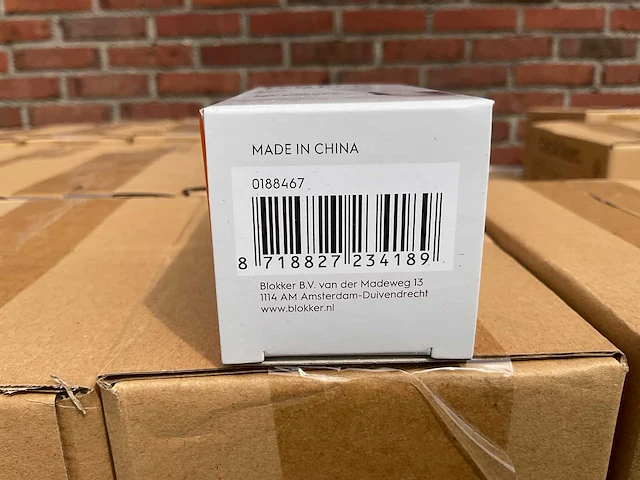 MADE IN CHINA
0188467
8 718827 234189
Blokker B.V. van der Madeweg 13
1114 AM Amsterdam-Duivendrecht
www.blokker.nl